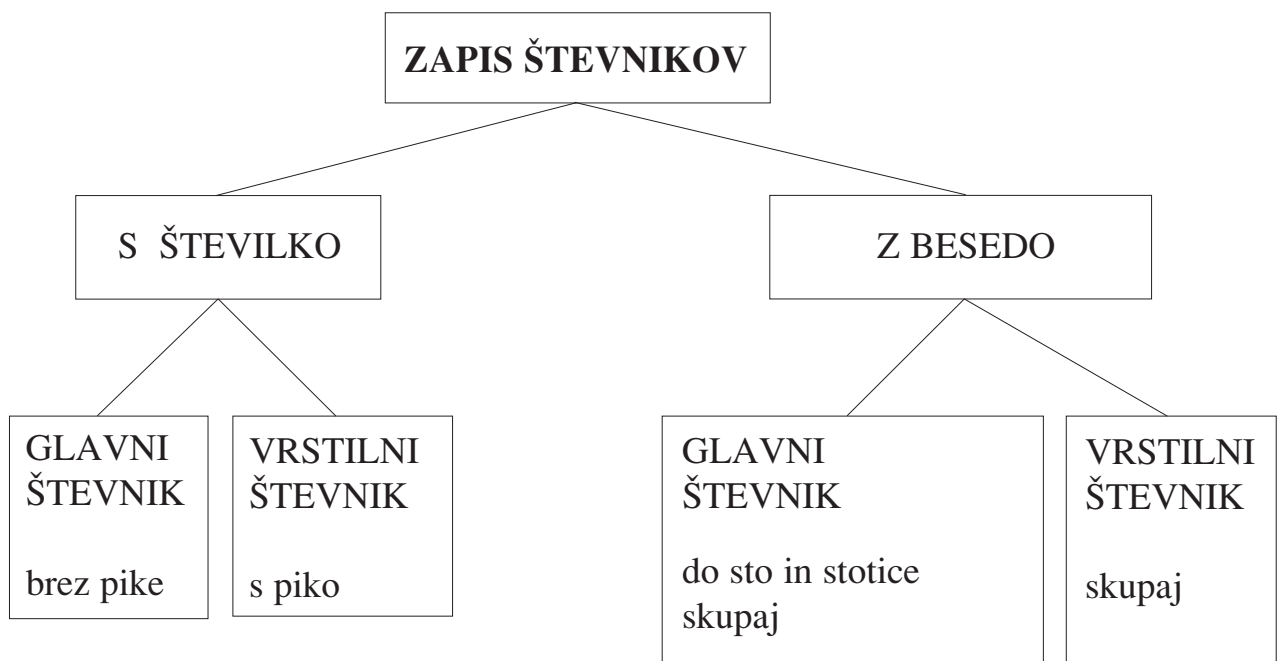 ZAPIS ŠTEVNIKOV
S ŠTEVILKO
Z BESEDO
GLAVNI
ŠTEVNIK
brez pike
VRSTILNI
ŠTEVNIK
s piko
GLAVNI
ŠTEVNIK
do sto in stotice
skupaj
VRSTILNI
ŠTEVNIK
skupaj